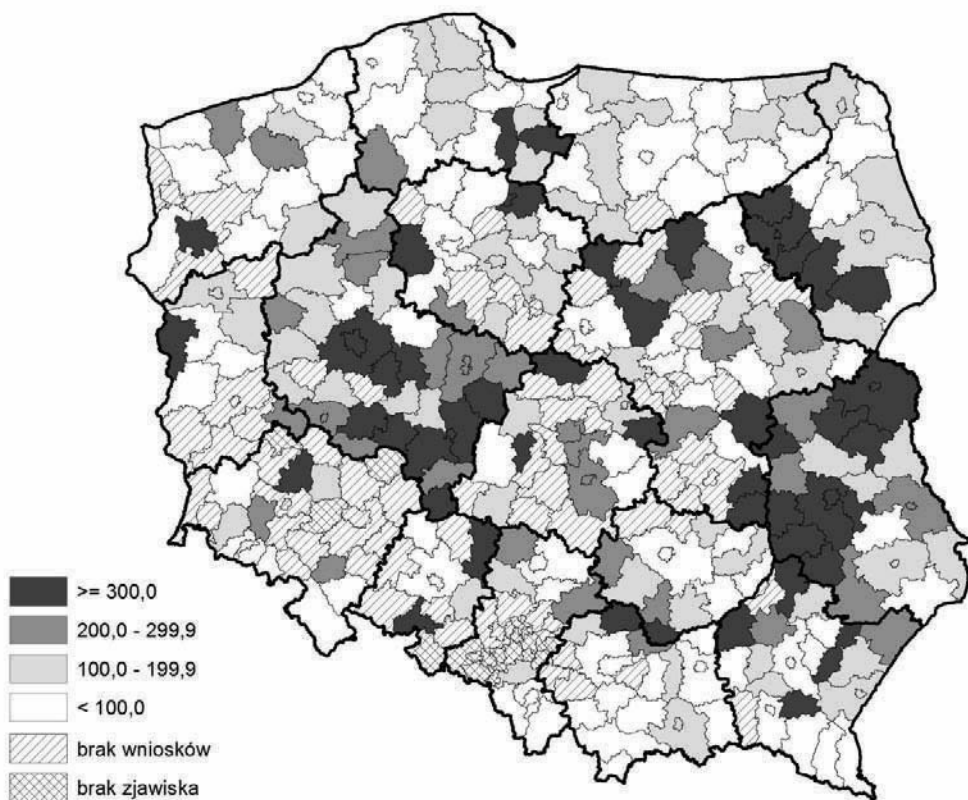 >= 300,0
200,0 - 299,9
100,0 - 199,9
< 100,0
brak wniosków
brak zjawiska